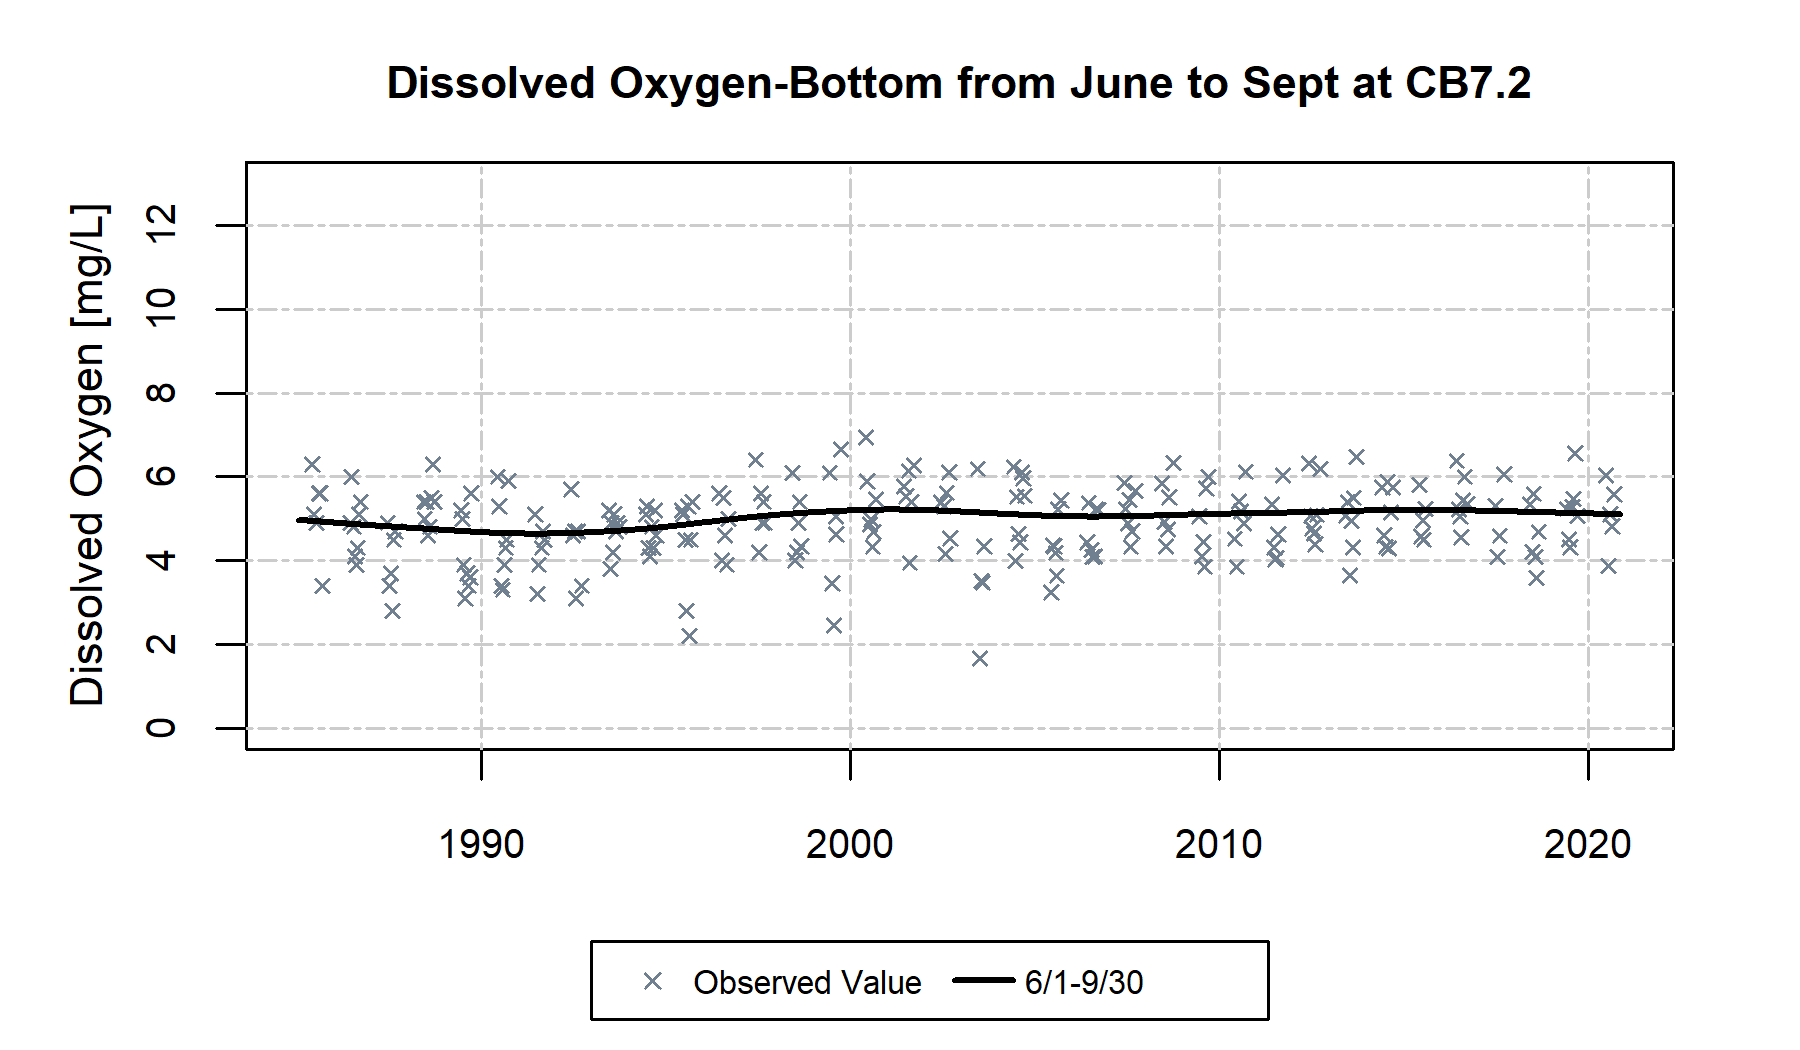 Dissolved Oxygen-Bottom from June to Sept at CB7.2
Dissolved Oxygen [mg/L]
12
10
8
6
4
2
0
1990 2000 2010 2020
Observed Value 6/1-9/30